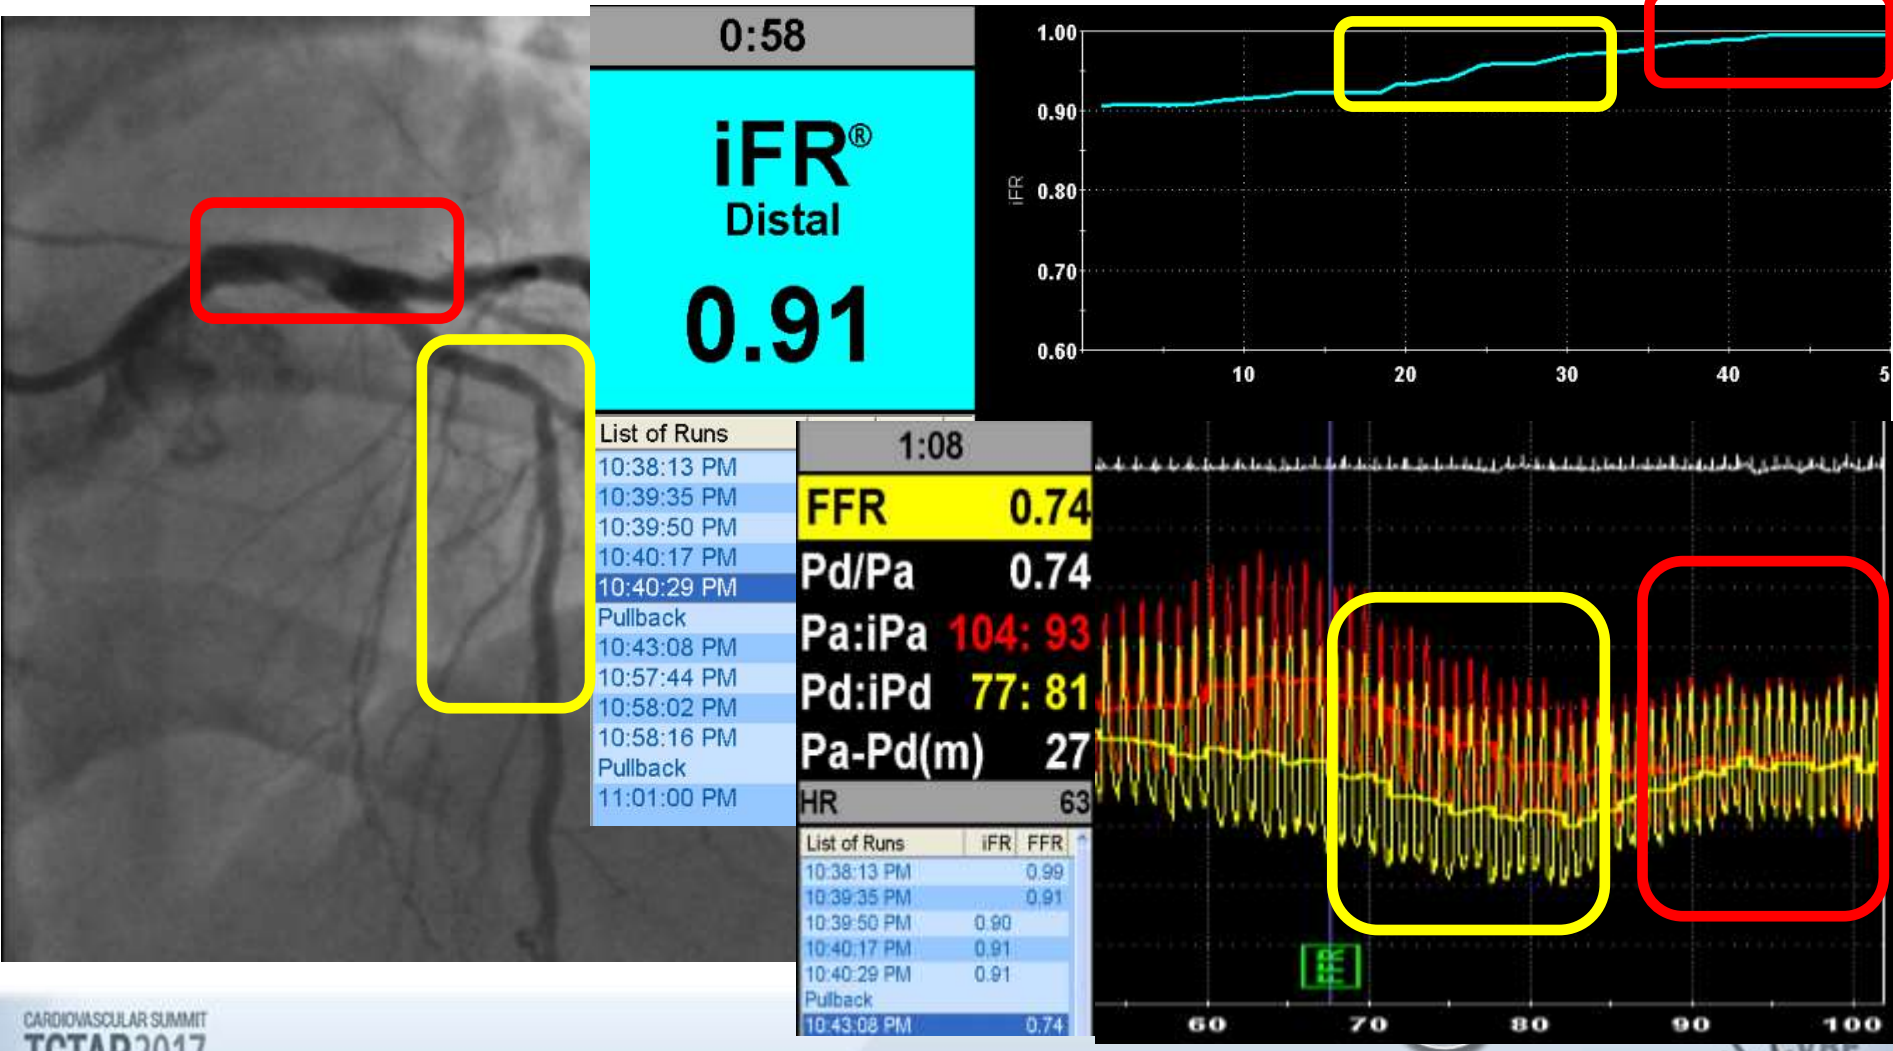 0:58
iFR®
Distal
0.91
1.00
0.90
0.80
0.70
0.60
iFR
10
20
30
40
5
List of Runs
10:38:13 PM
10:39:35 PM
10:39:50 PM
10:40:17 PM
10:40:29 PM
Pullback
10:43:08 PM
10:57:44 PM
10:58:02 PM
10:58:16 PM
Pullback
11:01:00 PM
1:08
FFR 0.74
Pd/Pa 0.74
Pa:iPa 104: 93
Pd:iPd 77: 81
Pa-Pd(m) 27
HR 63
List of Runs iFR FFR
10:38:13 PM 0.99
10:39:35 PM 0.91
10:39:50 PM 0.90
10:40:17 PM 0.91
10:40:29 PM 0.91
Pullback
10:43:08 PM 0.74
60
70
80
90
100
CARDIOVASCULAR SUMMIT
TCTAP2017